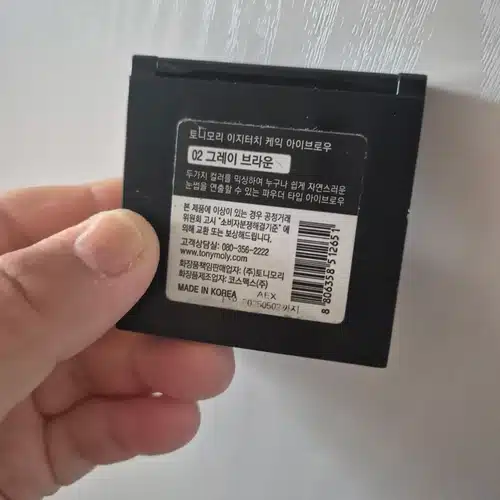 토니모리 이지터치 케익 아이브로우
02 그레이 브라운
두가지 컬러를 믹싱하여 누구나 쉽게 자연스러운
눈썹을 연출할 수 있는 파우더 타입 아이브로우
본 제품에 이상이 있는 경우 공정거래
위원회 고시 "소비자분쟁해결기준"에
의해 교환 또는 보상해드립니다.
고객상담실: 080-356-2222
www.tonymoly.com
화장품책임판매업자: (주)토니모리
화장품제조업자: 코스맥스(주)
MADE IN KOREA
8 806358 512651